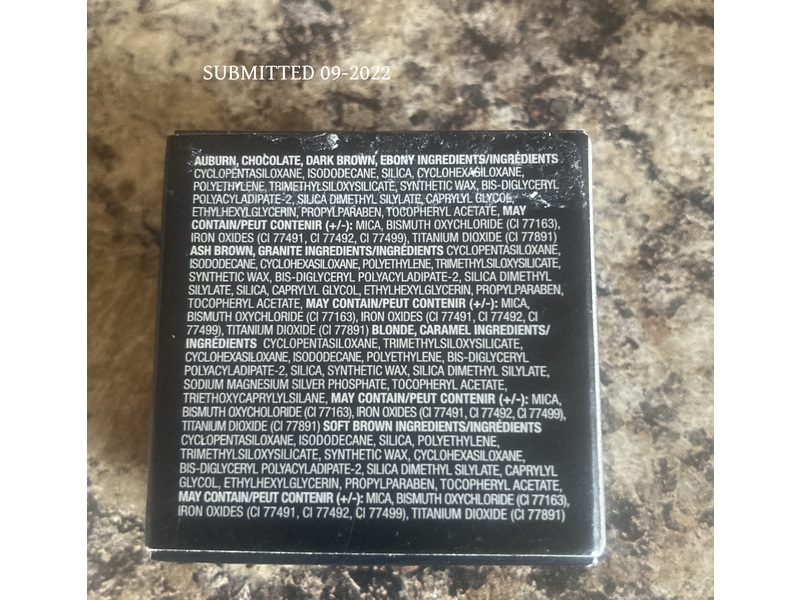 SUBMITTED 09-2022
AUBURN, CHOCOLATE, DARK BROWN, EBONY INGREDIENTS/INGRÉDIENTS
CYCLOPENTASILOXANE, ISODODECANE, SILICA, CYCLOHEXASILOXANE,
POLYETHYLENE, TRIMETHYLSILOXYSILICATE, SYNTHETIC WAX, BIS-DIGLYCERYL
POLYACYLADIPATE-2, SILICA DIMETHYL SILYLATE, CAPRYLYL GLYCOL,
ETHYLHEXYLGLYCERIN, PROPYLPARABEN, TOCOPHERYL ACETATE, MAY
CONTAIN/PEUT CONTENIR (+/-): MICA, BISMUTH OXYCHLORIDE (CI 77163),
IRON OXIDES (CI 77491, CI 77492, CI 77499), TITANIUM DIOXIDE (CI 77891)
ASH BROWN, GRANITE INGREDIENTS/INGRÉDIENTS CYCLOPENTASILOXANE,
ISODODECANE, CYCLOHEXASILOXANE, POLYETHYLENE, TRIMETHYLSILOXYSILICATE,
SYNTHETIC WAX, BIS-DIGLYCERYL POLYACYLADIPATE-2, SILICA DIMETHYL
SILYLATE, SILICA, CAPRYLYL GLYCOL, ETHYLHEXYLGLYCERIN, PROPYLPARABEN,
TOCOPHERYL ACETATE, MAY CONTAIN/PEUT CONTENIR (+/-): MICA,
BISMUTH OXYCHLORIDE (CI 77163), IRON OXIDES (CI 77491, CI 77492, CI
77499), TITANIUM DIOXIDE (CI 77891) BLONDE, CARAMEL INGREDIENTS/
INGRÉDIENTS CYCLOPENTASILOXANE, TRIMETHYLSILOXYSILICATE,
CYCLOHEXASILOXANE, ISODODECANE, POLYETHYLENE, BIS-DIGLYCERYL
POLYACYLADIPATE-2, SILICA, SYNTHETIC WAX, SILICA DIMETHYL SILYLATE,
SODIUM MAGNESIUM SILVER PHOSPHATE, TOCOPHERYL ACETATE,
TRIETHOXYCAPRYLYLSILANE, MAY CONTAIN/PEUT CONTENIR (+/-): MICA,
BISMUTH OXYCHOLORIDE (CI 77163), IRON OXIDES (CI 77491, CI 77492, CI 77499),
TITANIUM DIOXIDE (CI 77891) SOFT BROWN INGREDIENTS/INGRÉDIENTS
CYCLOPENTASILOXANE, ISODODECANE, SILICA, POLYETHYLENE,
TRIMETHYLSILOXYSILICATE, SYNTHETIC WAX, CYCLOHEXASILOXANE,
BIS-DIGLYCERYL POLYACYLADIPATE-2, SILICA DIMETHYL SILYLATE, CAPRYLYL
GLYCOL, ETHYLHEXYLGLYCERIN, PROPYLPARABEN, TOCOPHERYL ACETATE,
MAY CONTAIN/PEUT CONTENIR (+/-): MICA, BISMUTH OXYCHLORIDE (CI 77163),
IRON OXIDES (CI 77491, CI 77492, CI 77499), TITANIUM DIOXIDE (CI 77891)